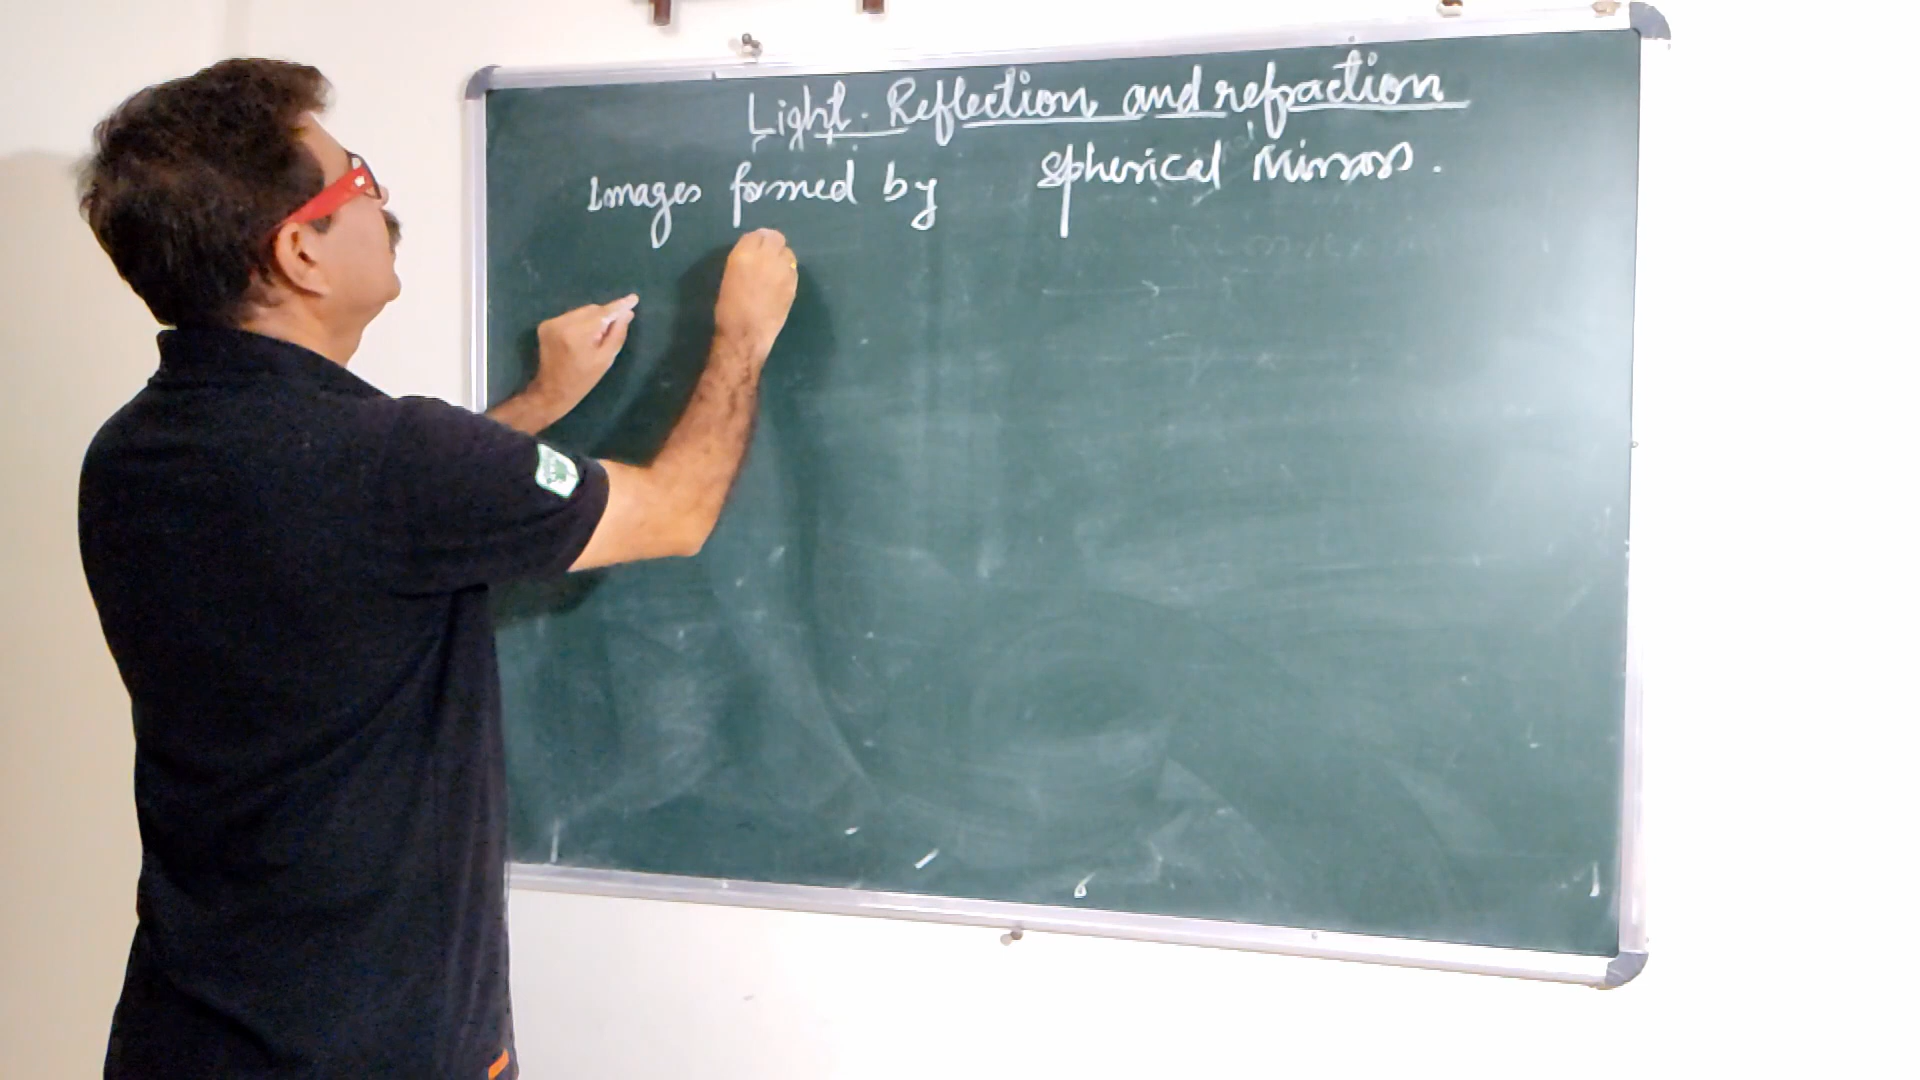 Light. Reflection and refraction
Images formed by Spherical Mirrors.